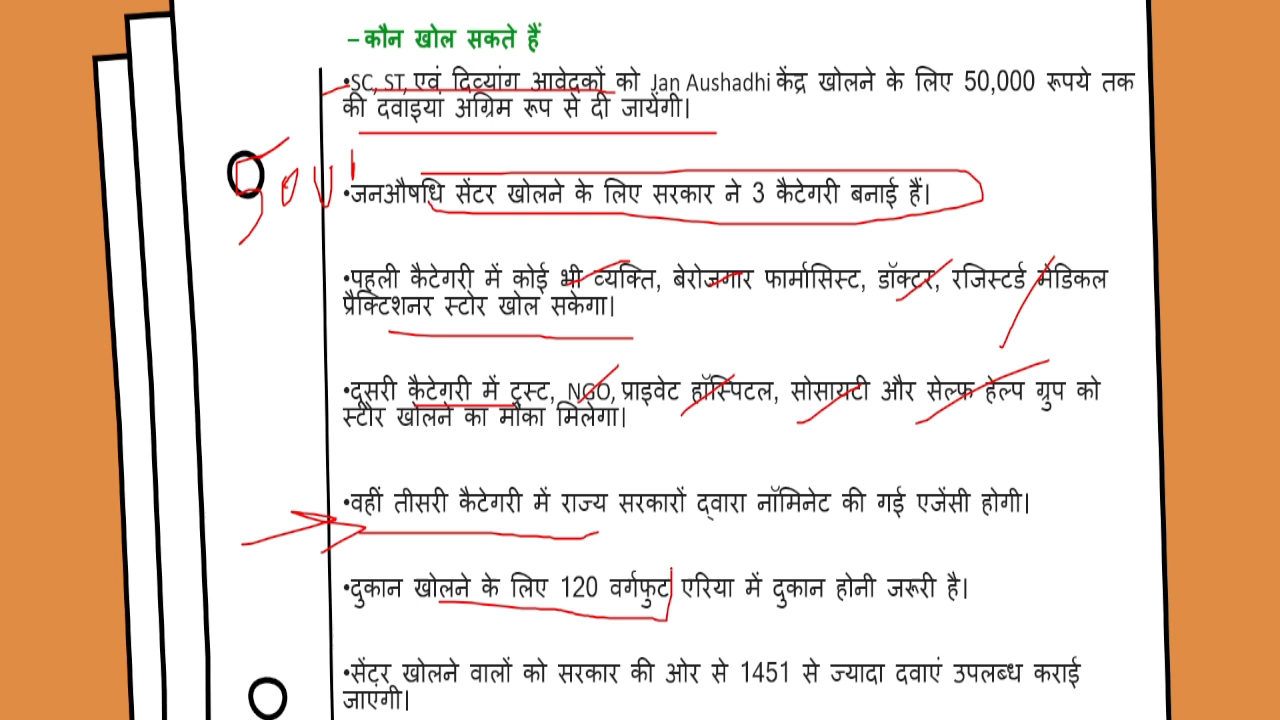 – कौन खोल सकते हैं
•SC, ST, एवं दिव्यांग आवेदकों को Jan Aushadhi केंद्र खोलने के लिए 50,000 रूपये तक
की दवाइयां अग्रिम रूप से दी जायेंगी।
•जनऔषधि सेंटर खोलने के लिए सरकार ने 3 कैटेगरी बनाई हैं।
•पहली कैटेगरी में कोई भी व्यक्ति, बेरोजगार फार्मासिस्ट, डॉक्टर, रजिस्टर्ड मेडिकल
प्रैक्टिशनर स्टोर खोल सकेगा।
•दूसरी कैटेगरी में ट्रस्ट, NGO, प्राइवेट हॉस्पिटल, सोसायटी और सेल्फ हेल्प ग्रुप को
स्टोर खोलने का मौका मिलेगा।
•वहीं तीसरी कैटेगरी में राज्य सरकारों द्वारा नॉमिनेट की गई एजेंसी होगी।
•दुकान खोलने के लिए 120 वर्गफुट एरिया में दुकान होनी जरूरी है।
•सेंटर खोलने वालों को सरकार की ओर से 1451 से ज्यादा दवाएं उपलब्ध कराई
जाएंगी।